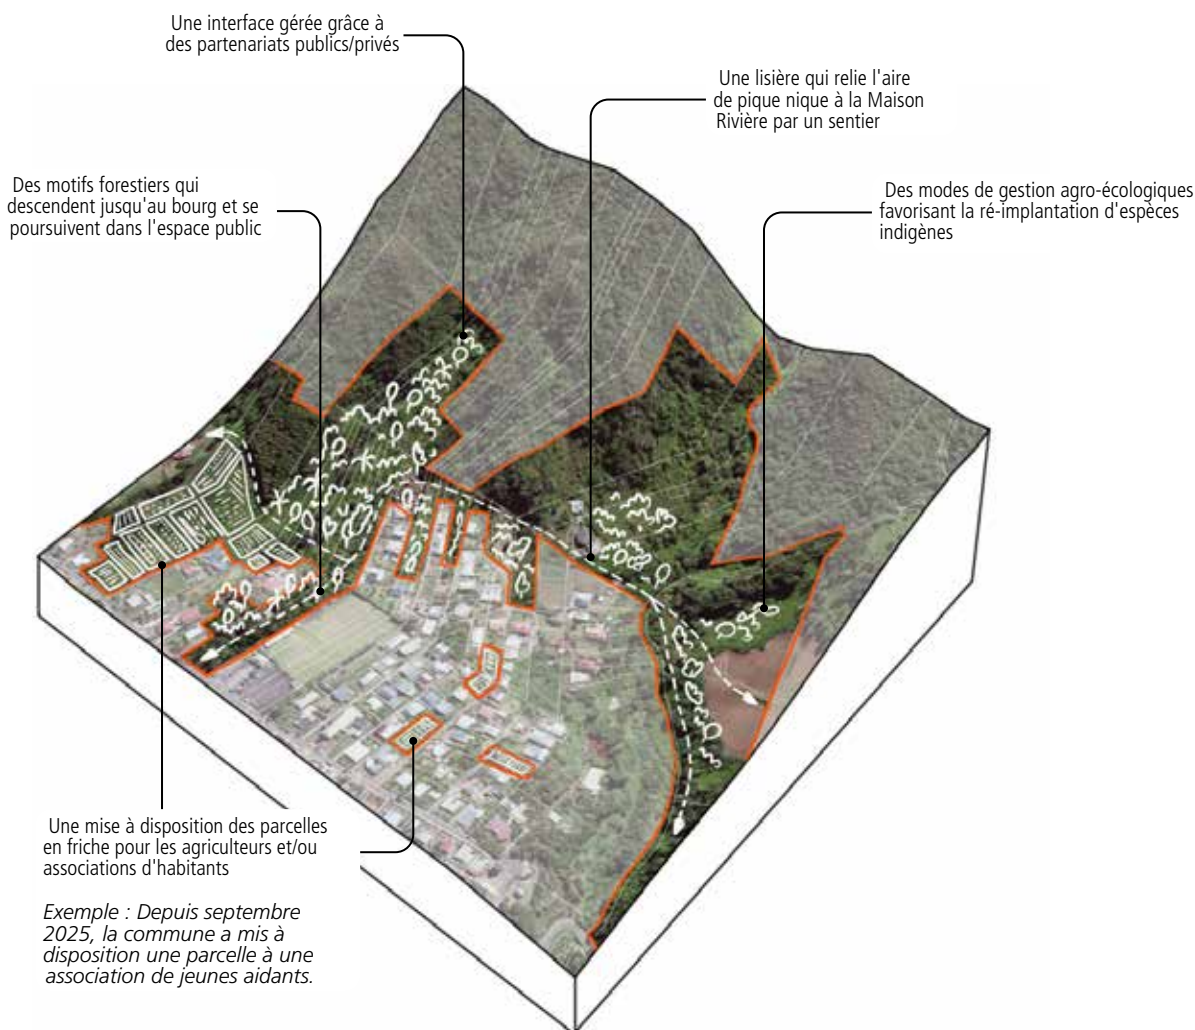 Une interface gérée grâce à
des partenariats publics/privés
Une lisière qui relie l'aire
de pique nique à la Maison
Rivière par un sentier
Des motifs forestiers qui
descendent jusqu'au bourg et se
poursuivent dans l'espace public
Des modes de gestion agro-écologiques
favorisant la ré-implantation d'espèces
indigènes
Une mise à disposition des parcelles
en friche pour les agriculteurs et/ou
associations d'habitants
Exemple : Depuis septembre
2025, la commune a mis à
disposition une parcelle à une
association de jeunes aidants.